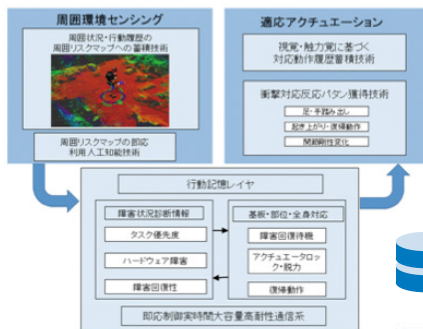 周囲環境センシング
周囲状況・行動履歴の
周囲リスクマップへの蓄積技術
周囲リスクマップの即応
利用人工知能技術
適応アクチュエーション
視覚・触力覚に基づく
対応動作履歴蓄積技術
衝撃対応反応パタン獲得技術
足・手踏み出し
起き上がり・復帰動作
関節剛性変化
行動記憶レイヤ
障害状況診断情報
タスク優先度
ハードウェア障害
障害回復性
基板・部位・全身対応
障害回復待機
アクチュエータロッ
ク・脱力
復帰動作
即応制御実時間大容量高耐性通信系